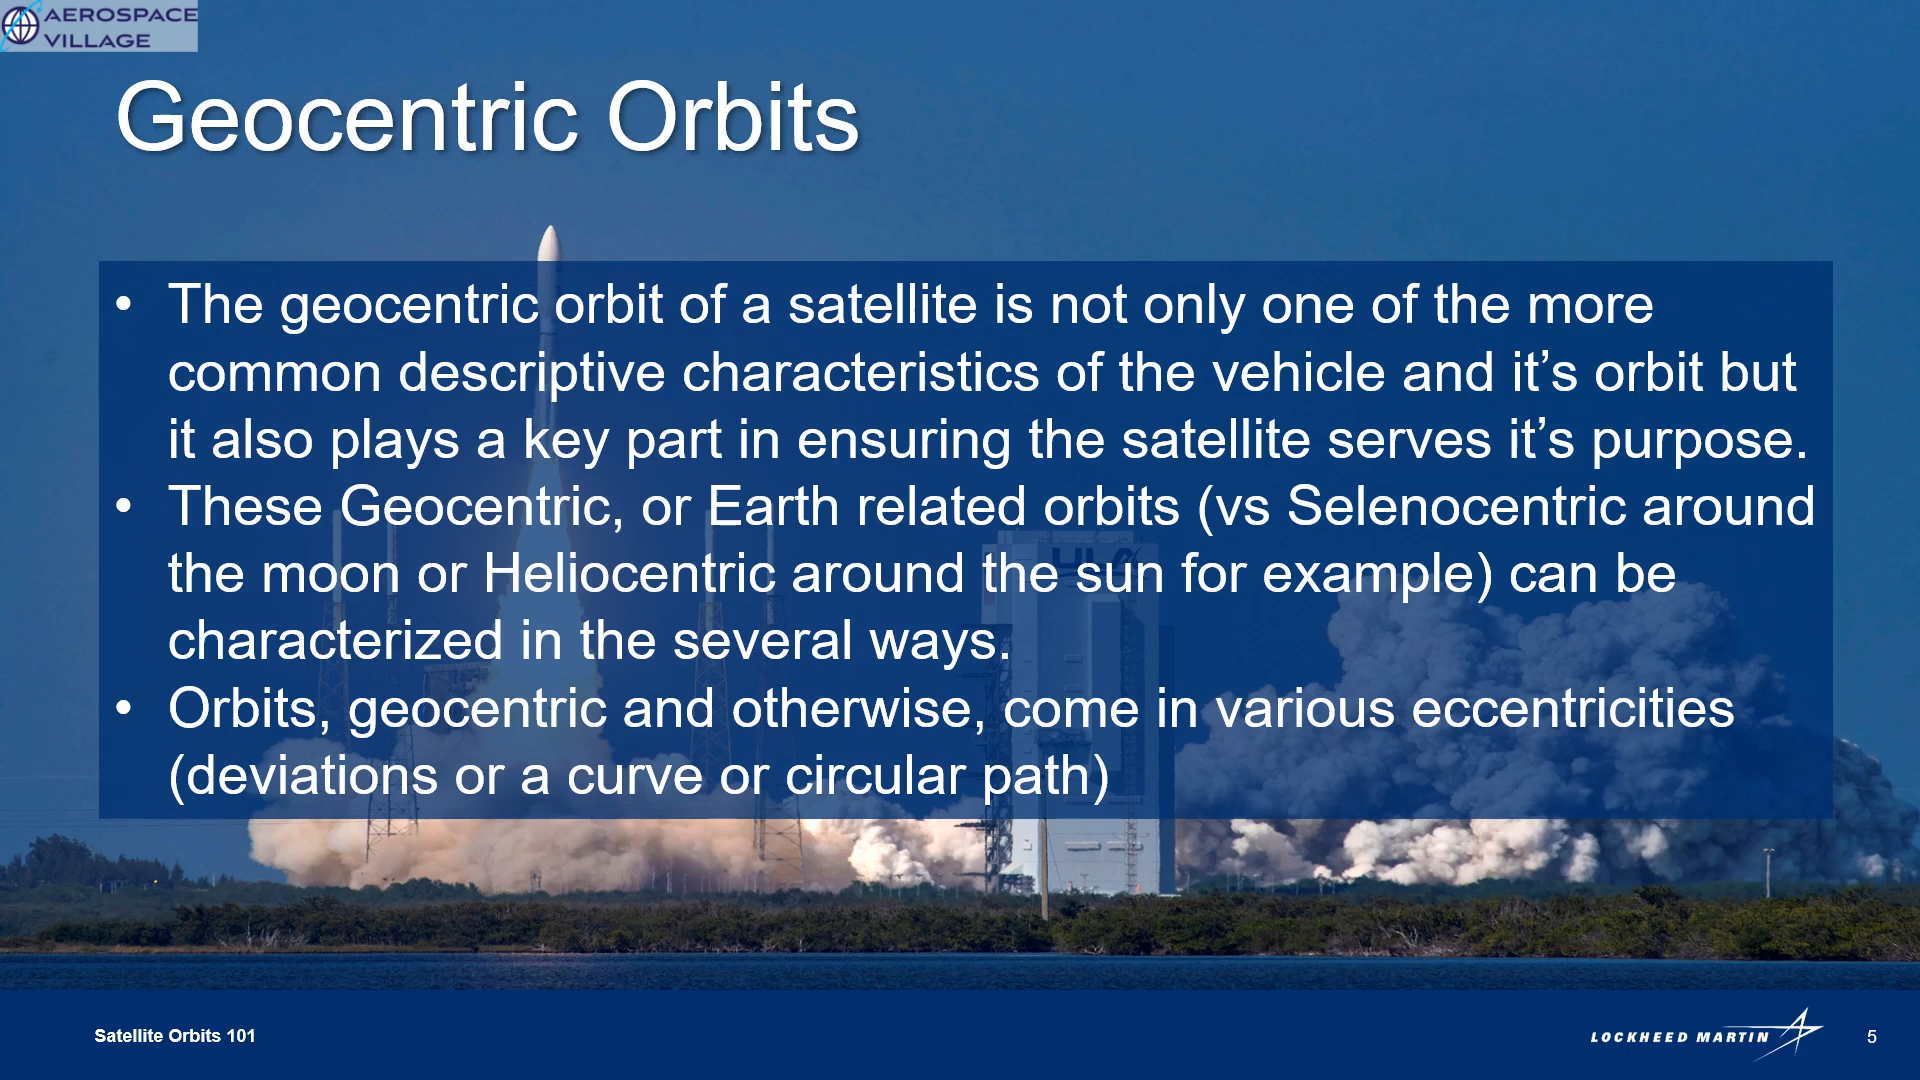 AEROSPACE
VILLAGE
Geocentric Orbits
• The geocentric orbit of a satellite is not only one of the more
common descriptive characteristics of the vehicle and it’s orbit but
it also plays a key part in ensuring the satellite serves it’s purpose.
• These Geocentric, or Earth related orbits (vs Selenocentric around
the moon or Heliocentric around the sun for example) can be
characterized in the several ways.
• Orbits, geocentric and otherwise, come in various eccentricities
(deviations or a curve or circular path)
ULA
Satellite Orbits 101
LOCKHEED MARTIN
5